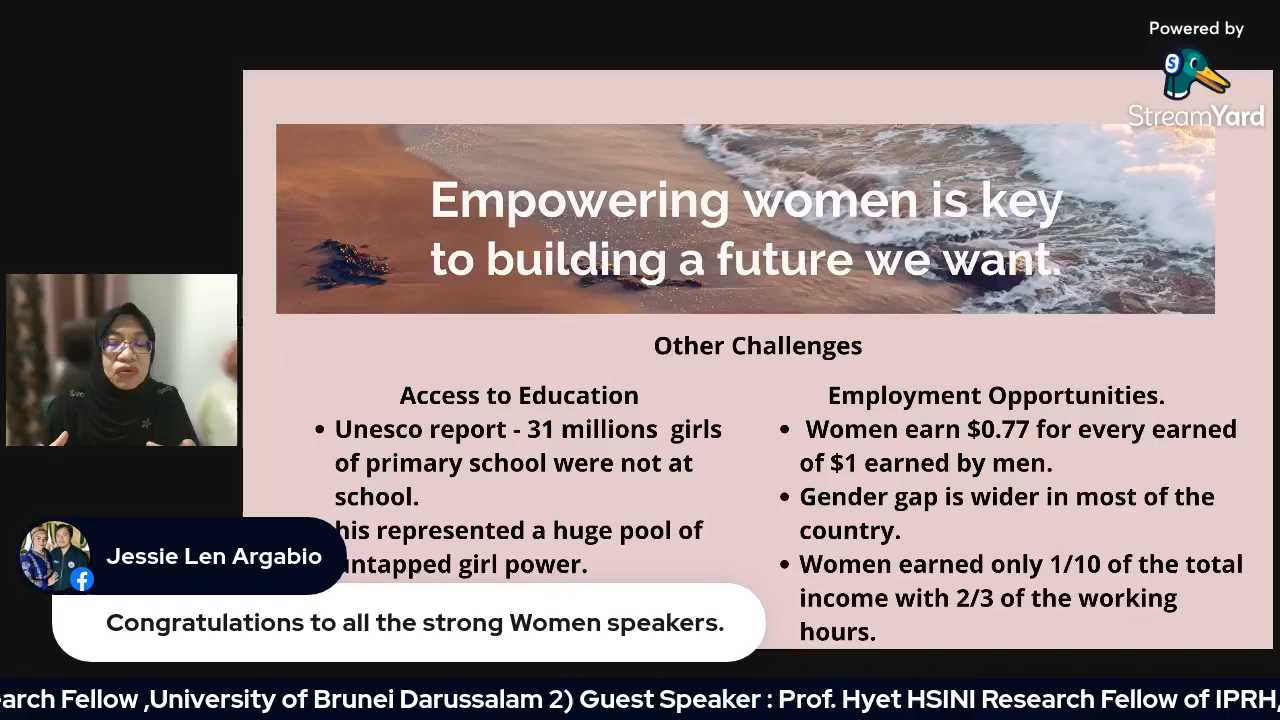 Powered by
StreamYard
Empowering women is key
to building a future we want.
Other Challenges
Access to Education
• Unesco report - 31 millions girls
of primary school were not at
school.
his represented a huge pool of
untapped girl power.
Employment Opportunities.
• Women earn $0.77 for every earned
of $1 earned by men.
• Gender gap is wider in most of the
country.
• Women earned only 1/10 of the total
income with 2/3 of the working
hours.
Jessie Len Argabio
Congratulations to all the strong Women speakers.
earch Fellow ,University of Brunei Darussalam 2) Guest Speaker : Prof. Hyet HSINI Research Fellow of IPRH,